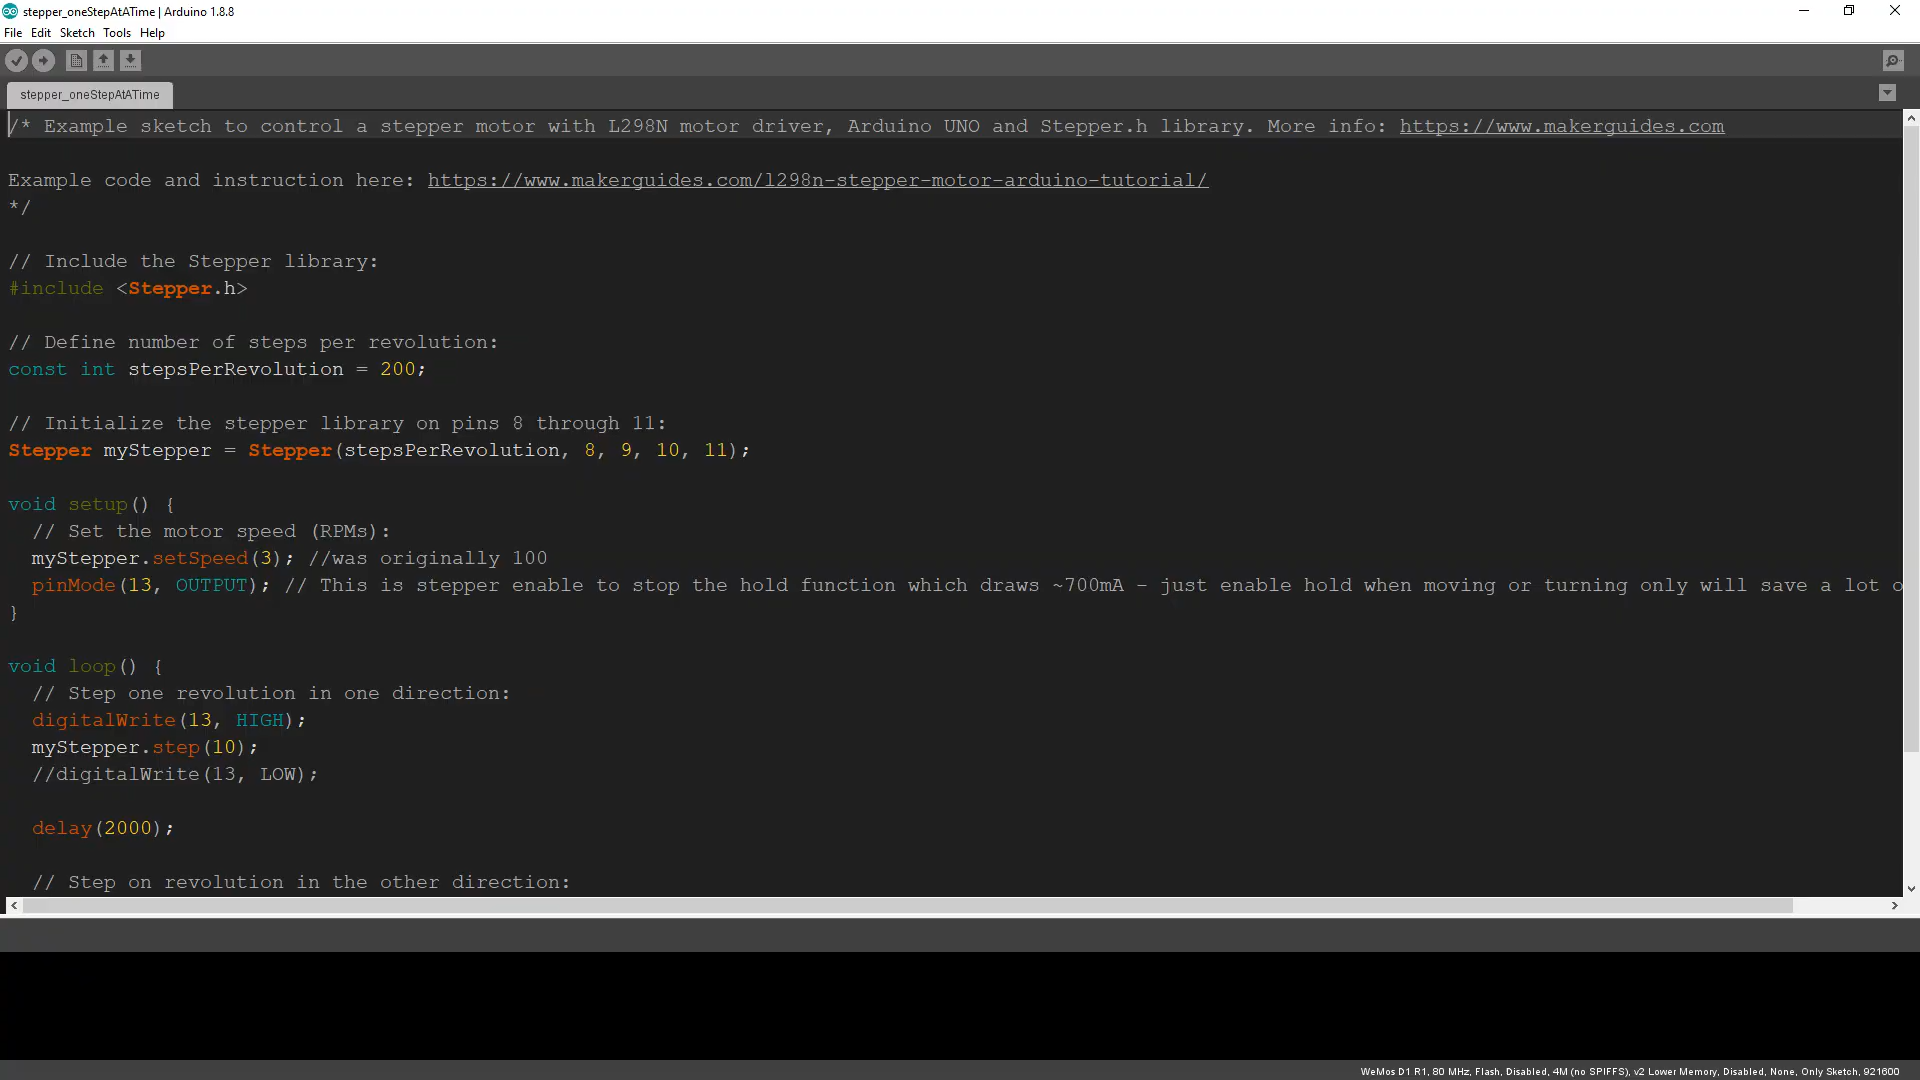 stepper_oneStepAtATime | Arduino 1.8.8
File Edit Sketch Tools Help
stepper_oneStepAtATime
/* Example sketch to control a stepper motor with L298N motor driver, Arduino UNO and Stepper.h library. More info: https://www.makerguides.com
Example code and instruction here: https://www.makerguides.com/l298n-stepper-motor-arduino-tutorial/
*/
// Include the Stepper library:
#include <Stepper.h>
// Define number of steps per revolution:
const int stepsPerRevolution = 200;
// Initialize the stepper library on pins 8 through 11:
Stepper myStepper = Stepper(stepsPerRevolution, 8, 9, 10, 11);
void setup() {
  // Set the motor speed (RPMs):
  myStepper.setSpeed(3); //was originally 100
  pinMode(13, OUTPUT); // This is stepper enable to stop the hold function which draws ~700mA - just enable hold when moving or turning only will save a lot o
}
void loop() {
  // Step one revolution in one direction:
  digitalWrite(13, HIGH);
  myStepper.step(10);
  //digitalWrite(13, LOW);
  delay(2000);
  // Step on revolution in the other direction:
WeMos D1 R1, 80 MHz, Flash, Disabled, 4M (no SPIFFS), v2 Lower Memory, Disabled, None, Only Sketch, 921600